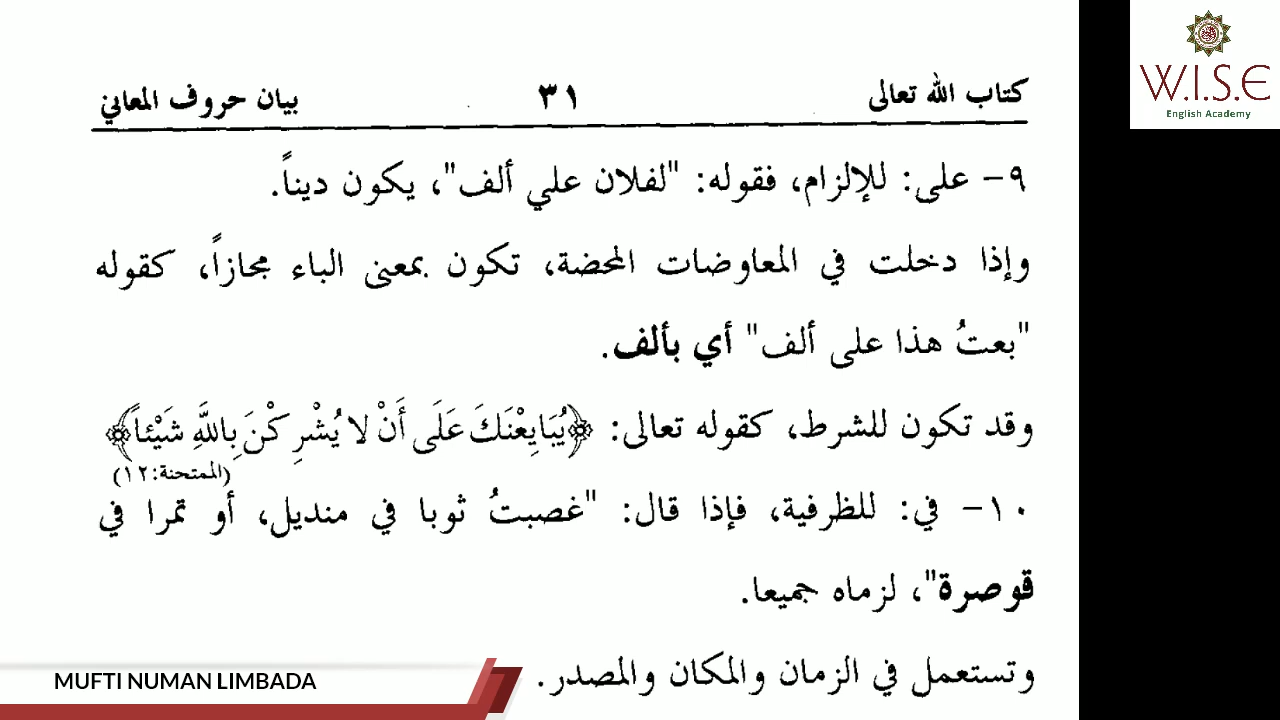 كتاب الله تعالى ٣١ بيان حروف المعاني
٩- على: للإلزام، فقوله: "لفلان علي ألف"، يكون ديناً.
وإذا دخلت في المعاوضات المحضة، تكون بمعنى الباء مجازاً، كقوله
"بعتُ هذا على ألف" أي بألف.
وقد تكون للشرط، كقوله تعالى: ﴿يُبَايِعْنَكَ عَلَى أَنْ لا يُشْرِكْنَ بِاللَّهِ شَيْئاً﴾
(الممتحنة:١٢)
١٠- في: للظرفية، فإذا قال: "غصبتُ ثوبا في منديل، أو تمرا في
قوصرة"، لزماه جميعا.
وتستعمل في الزمان والمكان والمصدر.
W.I.S.E
English Academy
MUFTI NUMAN LIMBADA